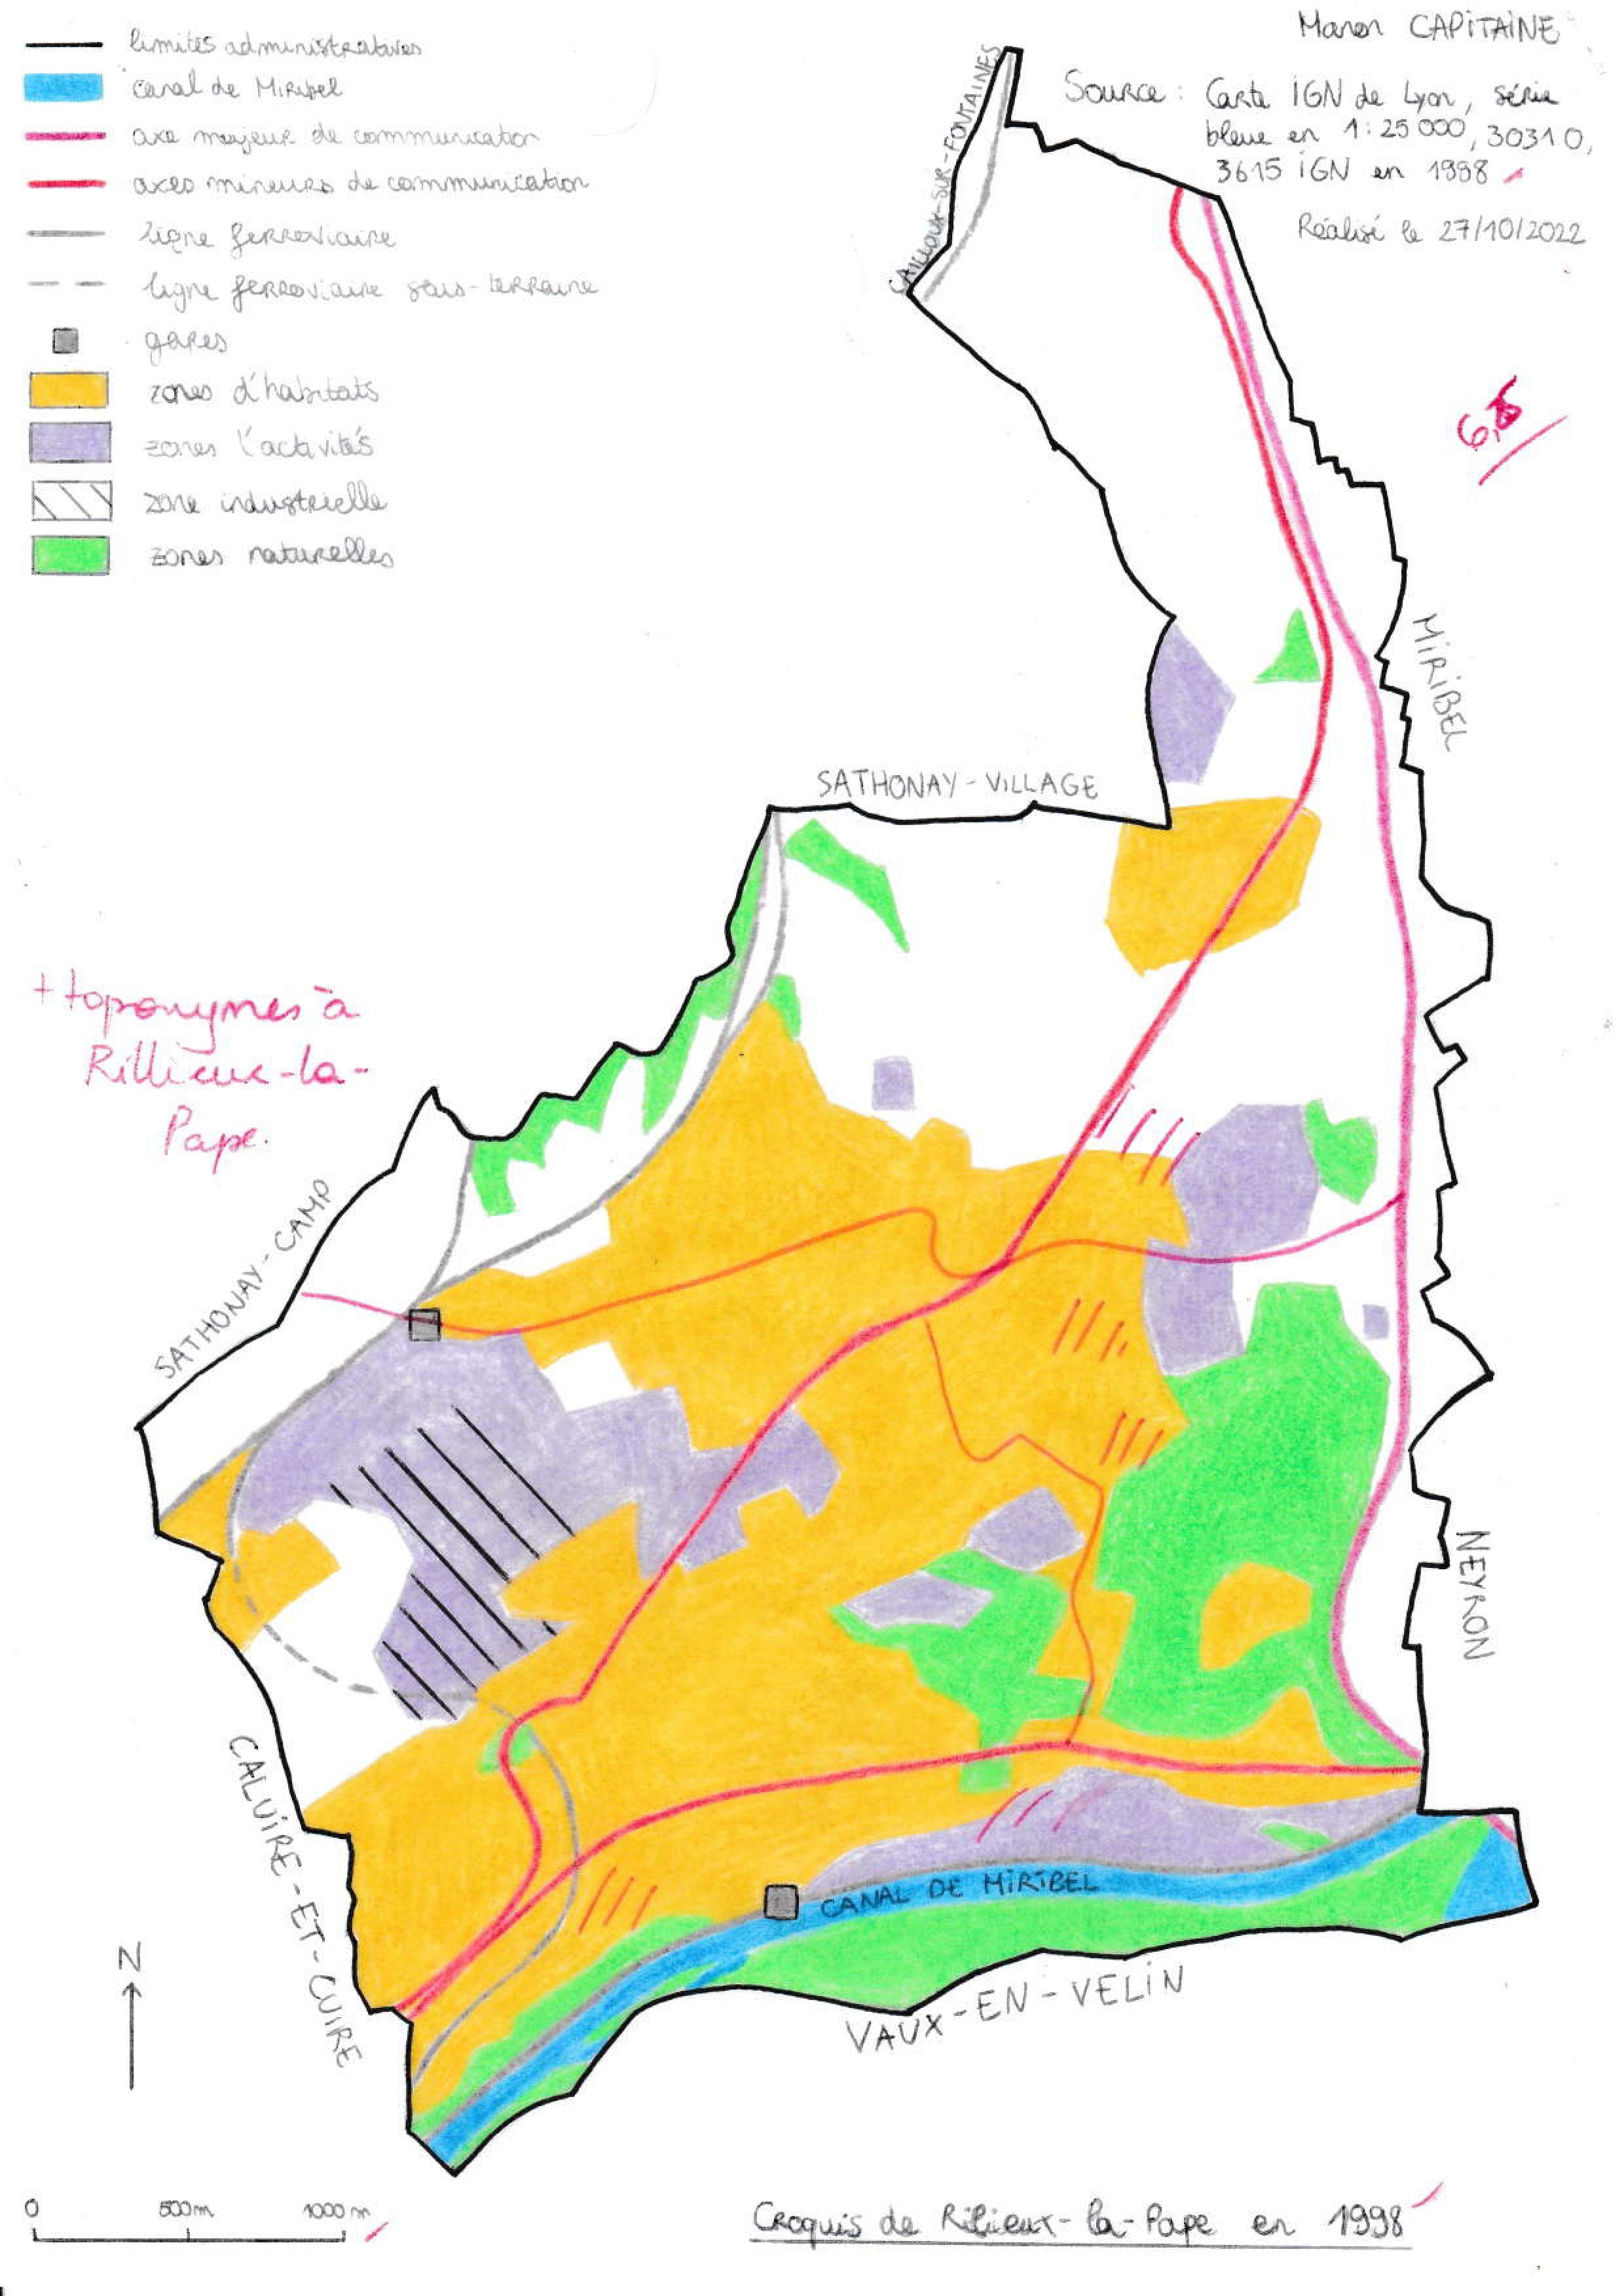 limites administratives
canal de Miribel
axe majeur de communication
axes mineurs de communication
ligne ferroviaire
ligne ferroviaire sous-terraine
gares
zones d'habitats
zones l'activités
zone industrielle
zones naturelles
Manon CAPITAINE
Source : Carte IGN de Lyon, série
bleue en 1:25 000, 3031 O,
3615 IGN en 1998
Réalisé le 27/10/2022
CAILLOUX-SUR-FONTAINES
MIRIBEL
SATHONAY-VILLAGE
+ toponymes à
Rillieux-la-
Pape.
SATHONAY-CAMP
NEYRON
CALUIRE-ET-CUIRE
CANAL DE MIRIBEL
VAUX-EN-VELIN
N
0 500m 1000m
Croquis de Rillieux-la-Pape en 1998